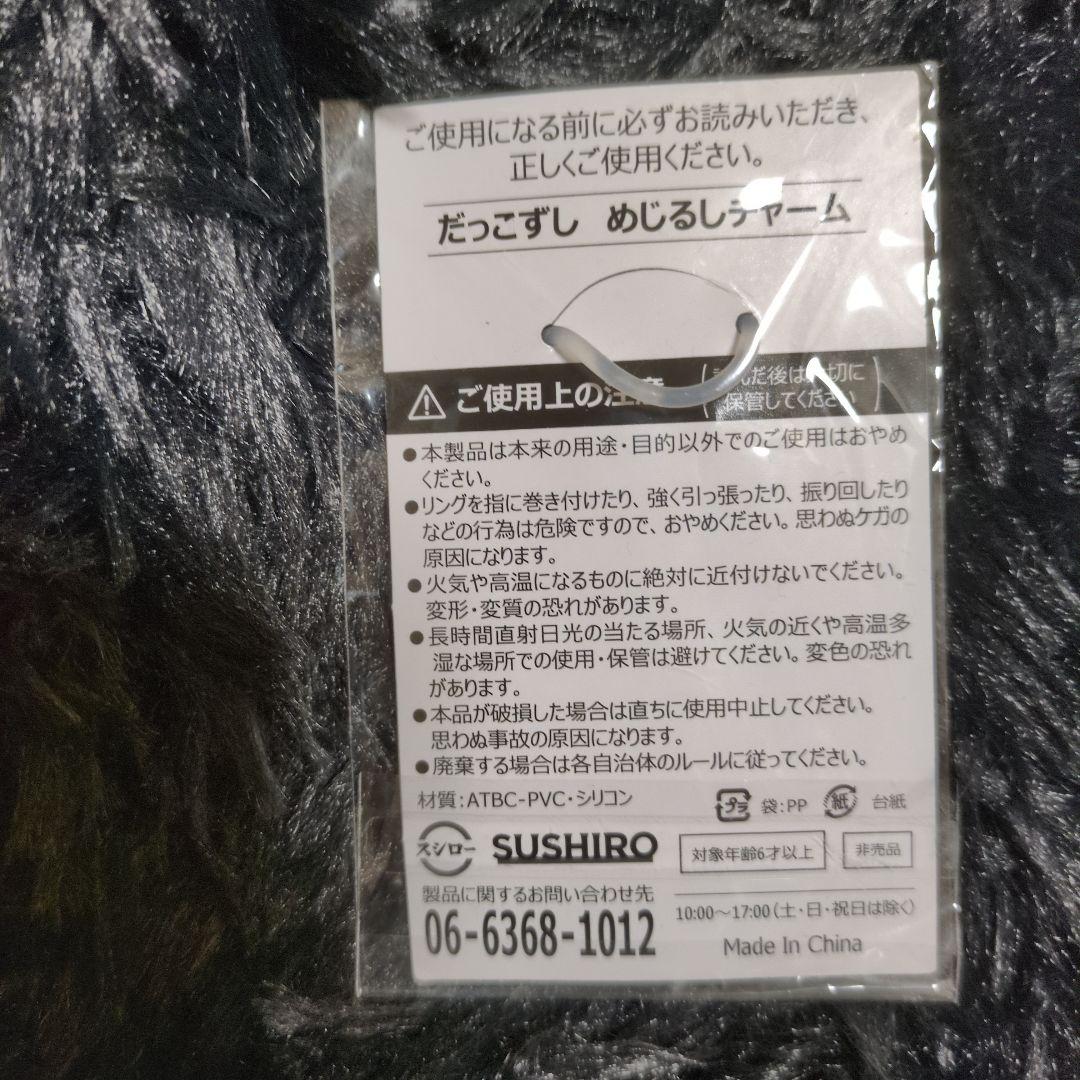 ご使用になる前に必ずお読みいただき、
正しくご使用ください。
だっこずし めじるしチャーム
ご使用上の注意
だ後は 切に
保管してください
●本製品は本来の用途・目的以外でのご使用はおやめ
ください。
●リングを指に巻き付けたり、強く引っ張ったり、振り回したり
などの行為は危険ですので、おやめください。思わぬケガの
原因になります。
●火気や高温になるものに絶対に近付けないでください。
変形・変質の恐れがあります。
●長時間直射日光の当たる場所、火気の近くや高温多
湿な場所での使用・保管は避けてください。変色の恐れ
があります。
●本品が破損した場合は直ちに使用中止してください。
思わぬ事故の原因になります。
●廃棄する場合は各自治体のルールに従ってください。
材質:ATBC-PVC・シリコン
プラ 袋:PP 紙 台紙
スシロー SUSHIRO 対象年齢6才以上 非売品
製品に関するお問い合わせ先
06-6368-1012
10:00～17:00(土・日・祝日は除く)
Made In China